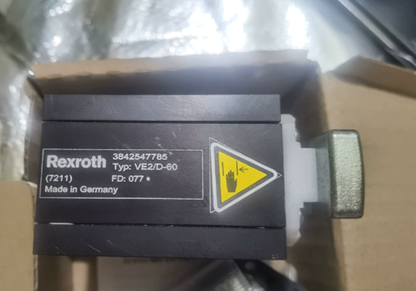 Rexroth 3842547785
Typ: VE2/D-60
(7211) FD: 077 •
Made in Germany